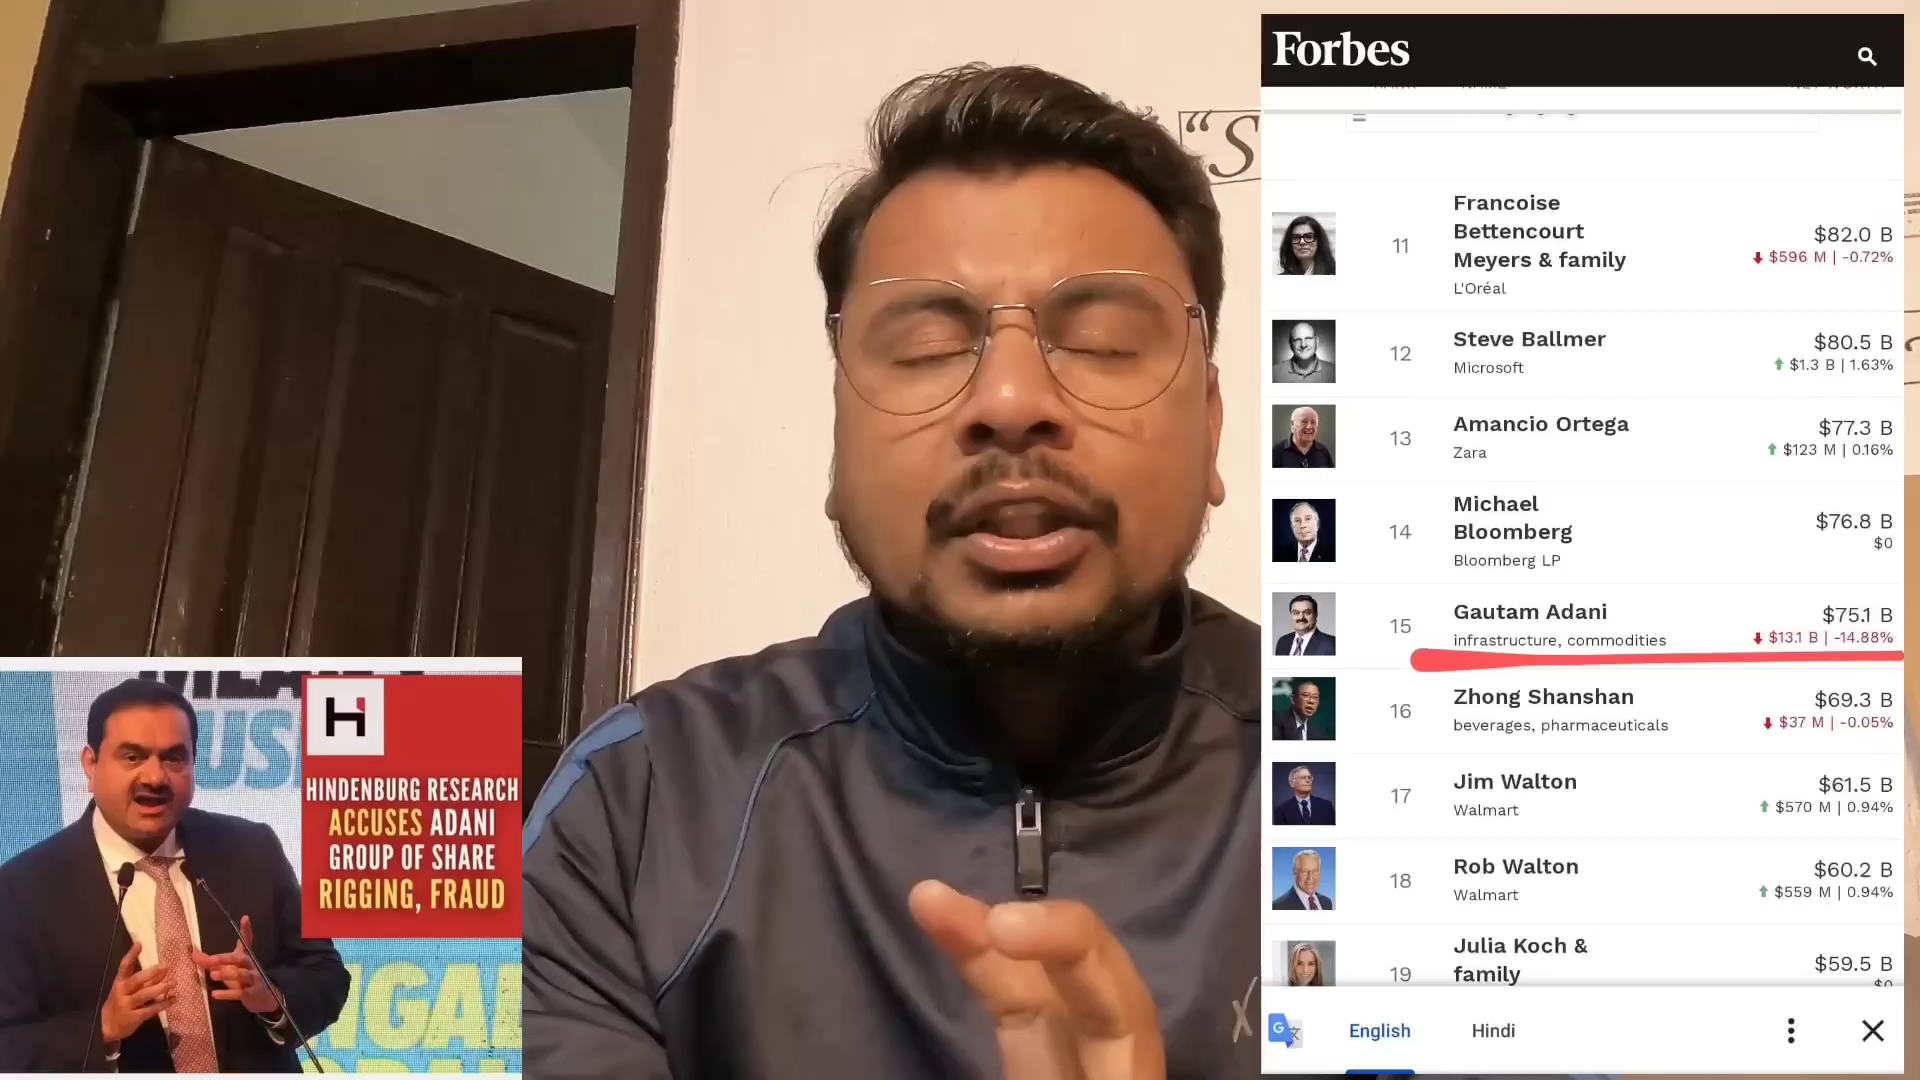 Forbes
11
Francoise
Bettencourt
Meyers & family
L'Oréal
$82.0 B
$596 M | -0.72%
12
Steve Ballmer
Microsoft
$80.5 B
$1.3 B | 1.63%
13
Amancio Ortega
Zara
$77.3 B
$123 M | 0.16%
14
Michael
Bloomberg
Bloomberg LP
$76.8 B
$0
15
Gautam Adani
infrastructure, commodities
$75.1 B
$13.1 B | -14.88%
16
Zhong Shanshan
beverages, pharmaceuticals
$69.3 B
$37 M | -0.05%
17
Jim Walton
Walmart
$61.5 B
$570 M | 0.94%
18
Rob Walton
Walmart
$60.2 B
$559 M | 0.94%
19
Julia Koch &
family
$59.5 B
English
Hindi
"S
H
HINDENBURG RESEARCH
ACCUSES ADANI
GROUP OF SHARE
RIGGING, FRAUD
US